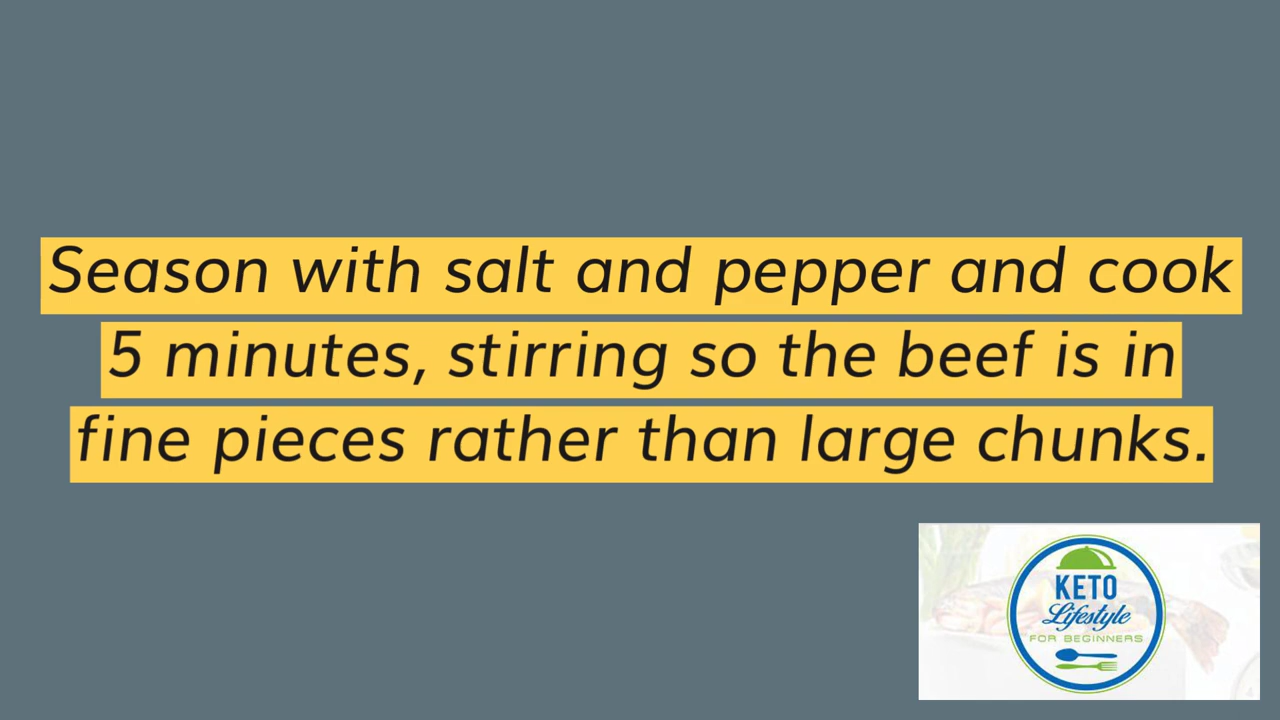 Season with salt and pepper and cook
5 minutes, stirring so the beef is in
fine pieces rather than large chunks.
KETO
Lifestyle
FOR BEGINNERS